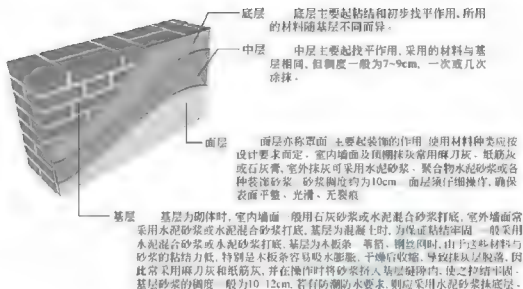 底层 底层主要起粘结和初步找平作用、所用
的材料随基层不同而异。
中层 中层主要起找平作用、采用的材料与基
层相同、但稠度一般为7~9cm，一次或几次
涂抹。
面层 面层亦称罩面 主要起装饰的作用 使用材料种类应按
设计要求而定。室内墙面及顶棚抹灰常用麻刀灰、纸筋灰
或石灰膏，室外抹灰可采用水泥砂浆、聚合物水泥砂浆或各
种装饰砂浆 砂浆稠度约为10cm 面层须仔细操作，确保
表面平整、光滑、无裂痕
基层 基层为砌体时，室内墙面一般用石灰砂浆或水泥混合砂浆打底，室外墙面常
采用水泥砂浆或水泥混合砂浆打底，基层为混凝土时，为保证粘结牢固 一般采用
水泥混合砂浆或水泥砂浆打底，基层为木板条、苇箔、钢丝网时，由于这些材料与
砂浆的粘结力低，特别是木板条容易吸水膨胀，干燥后收缩，导致抹灰层脱落，因
此常采用麻刀灰和纸筋灰，并在操作时将砂浆挤入基层缝隙内，使之拉结牢固。
基层砂浆的稠度一般为10~12cm，若有防潮防水要求，则应采用水泥砂浆抹底层。